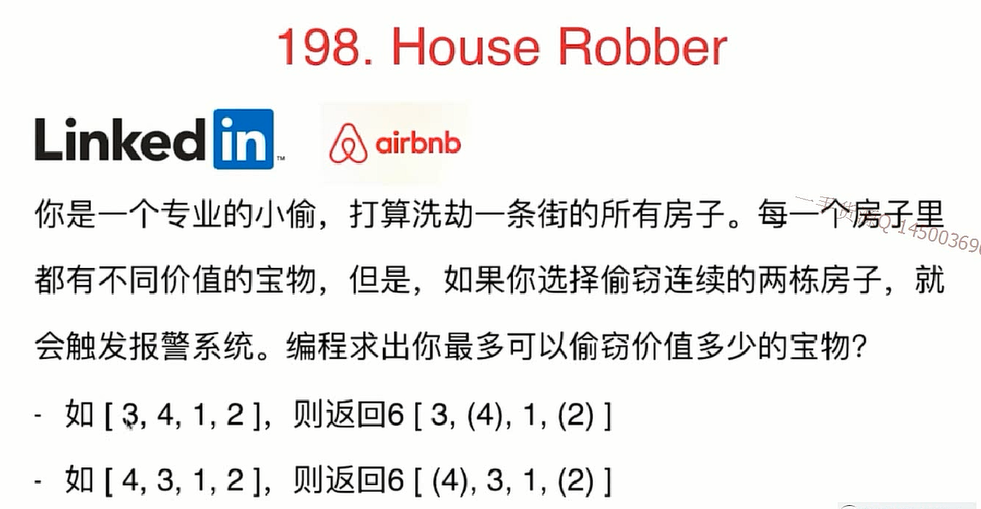 198. House Robber
Linked in ™ airbnb
你是一个专业的小偷，打算洗劫一条街的所有房子。每一个房子里
都有不同价值的宝物，但是，如果你选择偷窃连续的两栋房子，就
会触发报警系统。编程求出你最多可以偷窃价值多少的宝物？
- 如 [ 3, 4, 1, 2 ]，则返回6 [ 3, (4), 1, (2) ]
- 如 [ 4, 3, 1, 2 ]，则返回6 [ (4), 3, 1, (2) ]